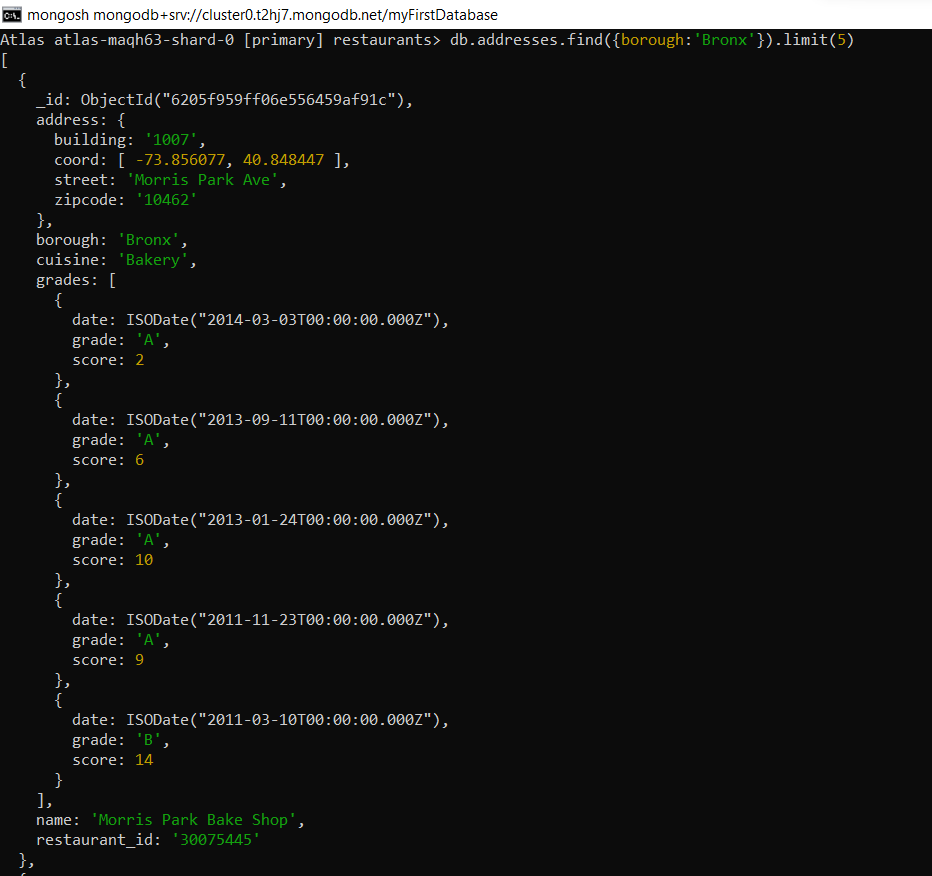 mongosh mongodb+srv://cluster0.t2hj7.mongodb.net/myFirstDatabase
Atlas atlas-maqh63-shard-0 [primary] restaurants> db.addresses.find({borough:'Bronx'}).limit(5)
[
  {
    _id: ObjectId("6205f959ff06e556459af91c"),
    address: {
      building: '1007',
      coord: [ -73.856077, 40.848447 ],
      street: 'Morris Park Ave',
      zipcode: '10462'
    },
    borough: 'Bronx',
    cuisine: 'Bakery',
    grades: [
      {
        date: ISODate("2014-03-03T00:00:00.000Z"),
        grade: 'A',
        score: 2
      },
      {
        date: ISODate("2013-09-11T00:00:00.000Z"),
        grade: 'A',
        score: 6
      },
      {
        date: ISODate("2013-01-24T00:00:00.000Z"),
        grade: 'A',
        score: 10
      },
      {
        date: ISODate("2011-11-23T00:00:00.000Z"),
        grade: 'A',
        score: 9
      },
      {
        date: ISODate("2011-03-10T00:00:00.000Z"),
        grade: 'B',
        score: 14
      }
    ],
    name: 'Morris Park Bake Shop',
    restaurant_id: '30075445'
  },